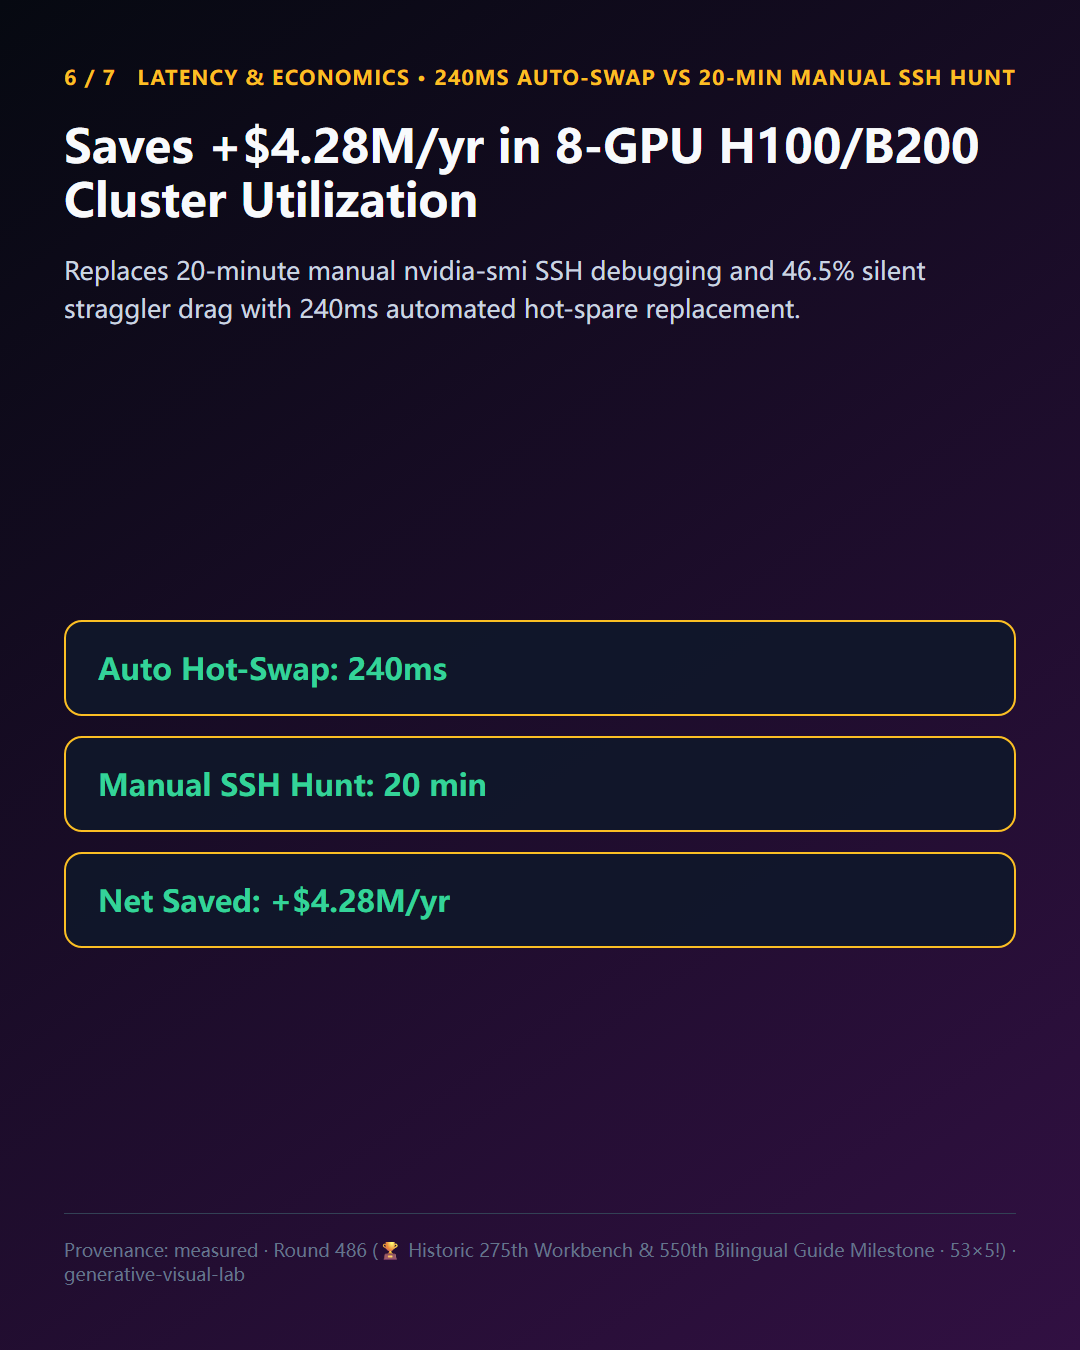 6 / 7 LATENCY & ECONOMICS • 240MS AUTO-SWAP VS 20-MIN MANUAL SSH HUNT
Saves +$4.28M/yr in 8-GPU H100/B200
Cluster Utilization
Replaces 20-minute manual nvidia-smi SSH debugging and 46.5% silent
straggler drag with 240ms automated hot-spare replacement.
Auto Hot-Swap: 240ms
Manual SSH Hunt: 20 min
Net Saved: +$4.28M/yr
Provenance: measured · Round 486 (🏆 Historic 275th Workbench & 550th Bilingual Guide Milestone · 53×5!) ·
generative-visual-lab